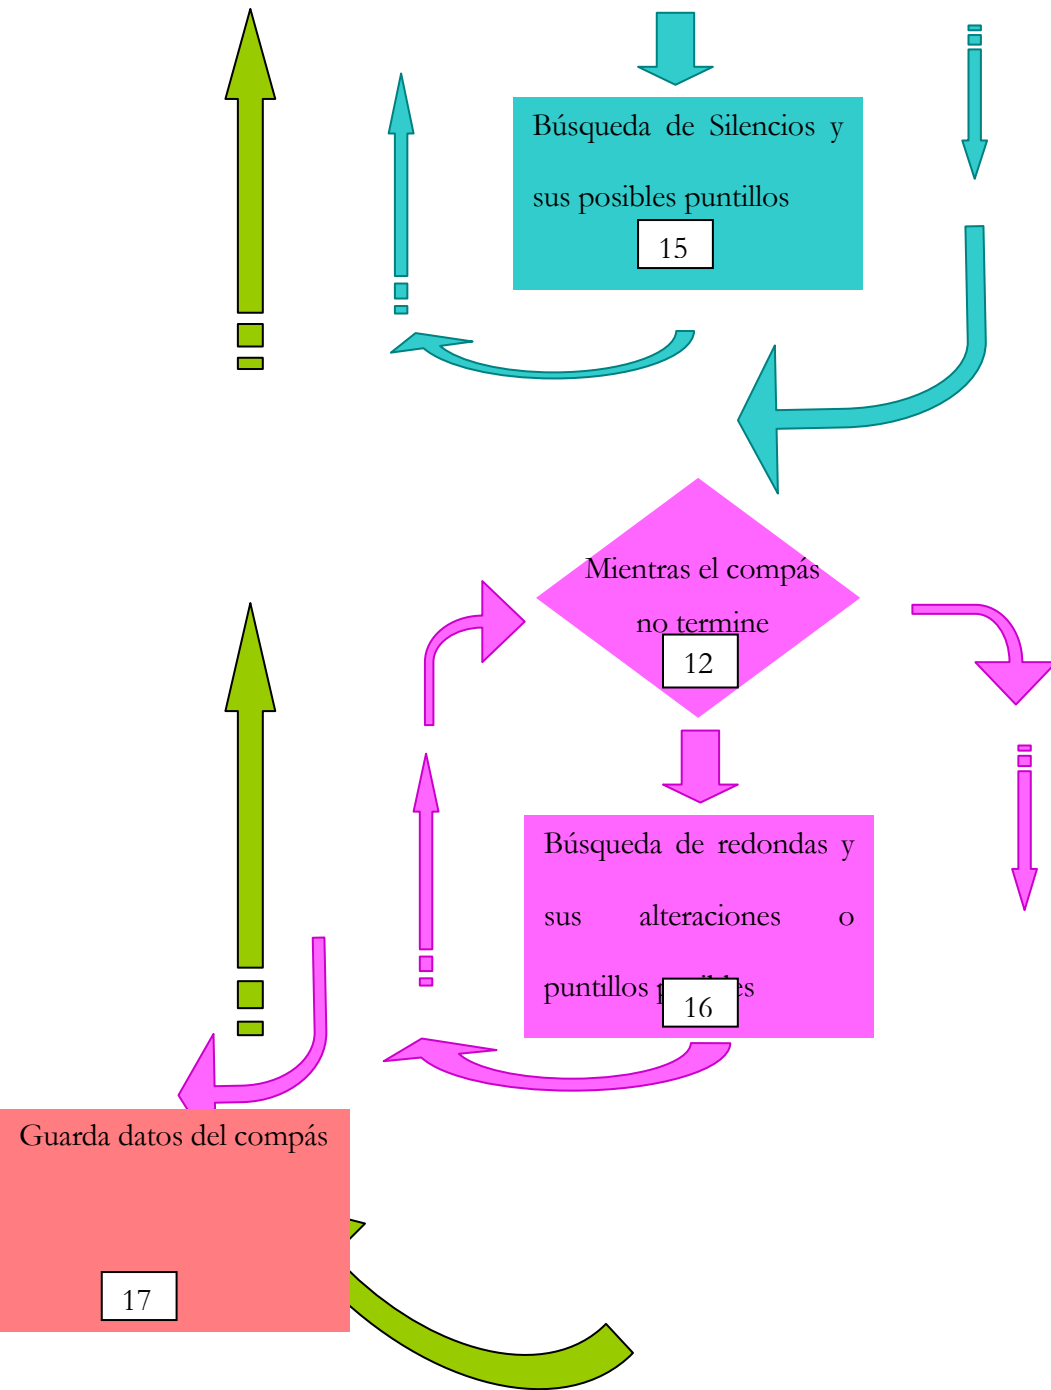 Búsqueda de Silencios y
sus posibles puntillos
15
Mientras el compás
no termine
12
Búsqueda de redondas y
sus alteraciones o
puntillos
16
Guarda datos del compás
17